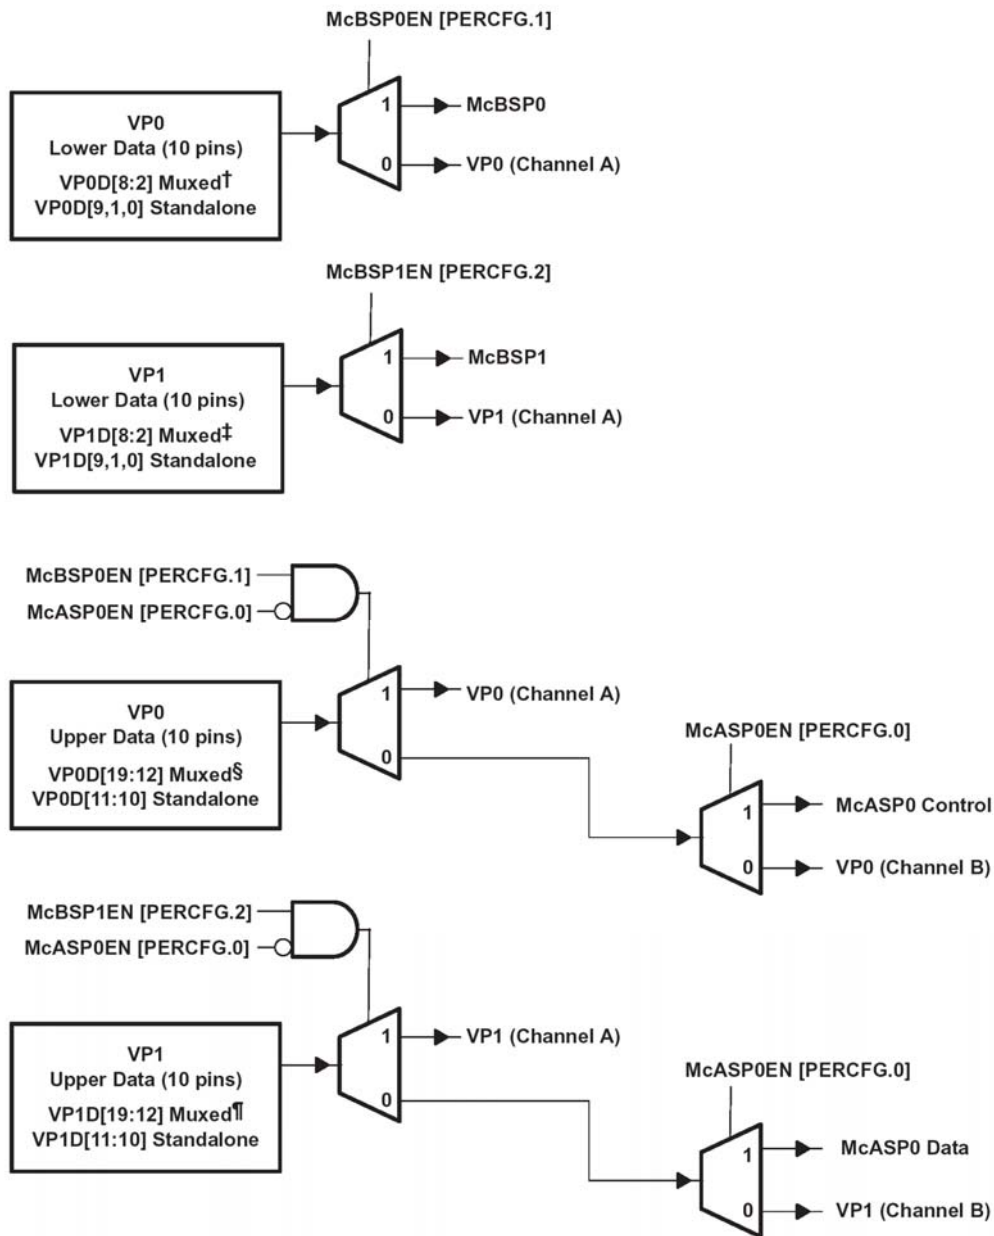 McBSP0EN [PERCFG.1]
VP0
Lower Data (10 pins)
VP0D[8:2] Muxed†
VP0D[9,1,0] Standalone
1
McBSP0
0
VP0 (Channel A)
McBSP1EN [PERCFG.2]
VP1
Lower Data (10 pins)
VP1D[8:2] Muxed‡
VP1D[9,1,0] Standalone
1
McBSP1
0
VP1 (Channel A)
McBSP0EN [PERCFG.1]
McASP0EN [PERCFG.0]
VP0
Upper Data (10 pins)
VP0D[19:12] Muxed§
VP0D[11:10] Standalone
1
VP0 (Channel A)
0
McASP0EN [PERCFG.0]
1
McASP0 Control
0
VP0 (Channel B)
McBSP1EN [PERCFG.2]
McASP0EN [PERCFG.0]
VP1
Upper Data (10 pins)
VP1D[19:12] Muxed¶
VP1D[11:10] Standalone
1
VP1 (Channel A)
0
McASP0EN [PERCFG.0]
1
McASP0 Data
0
VP1 (Channel B)